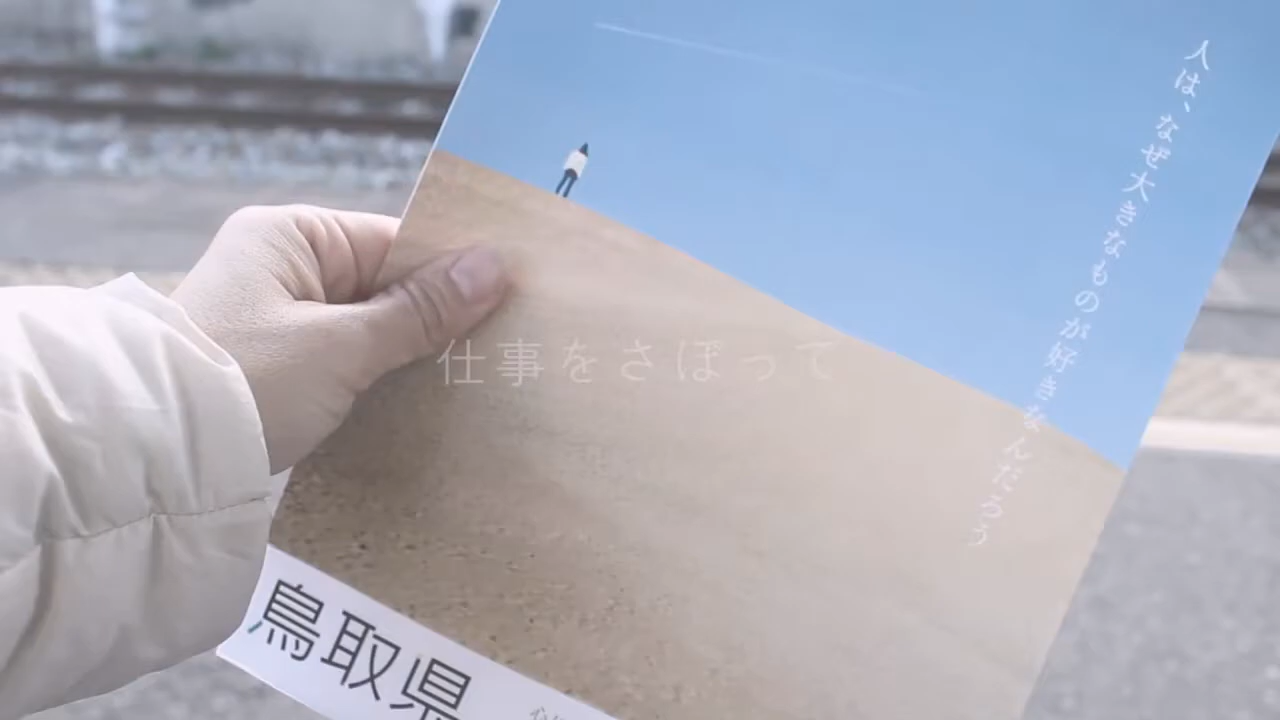 人は、なぜ大きなものが好きなんだろう
仕事をさぼって
鳥取県